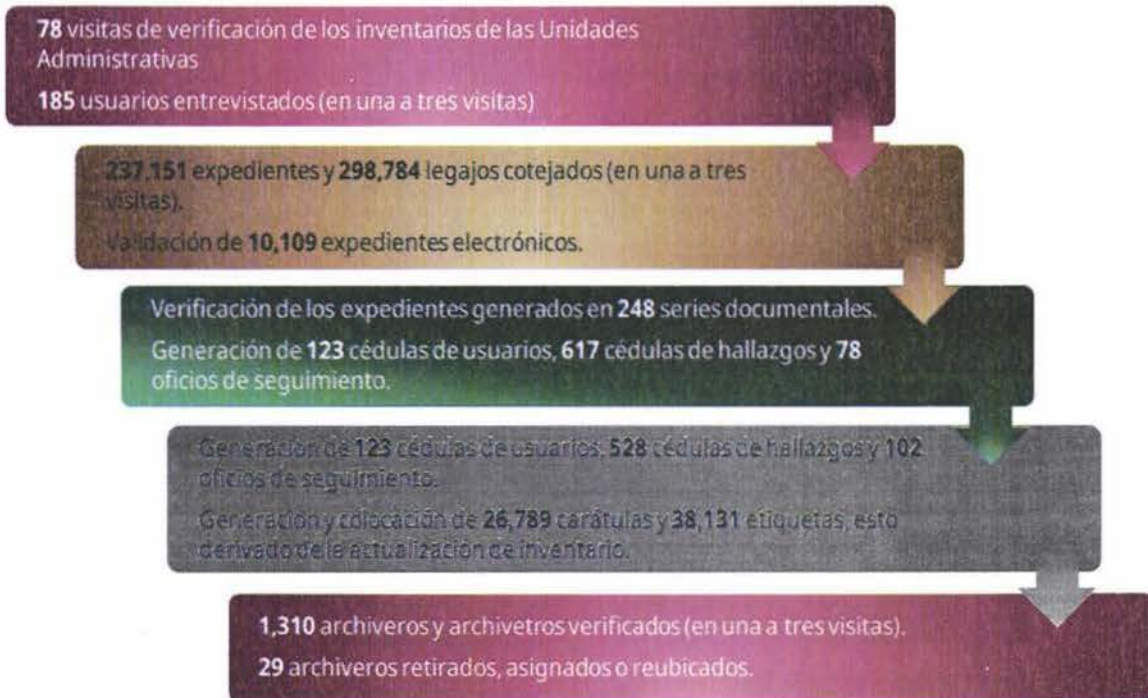 78 visitas de verificación de los inventarios de las Unidades
Administrativas
185 usuarios entrevistados (en una a tres visitas)
237,151 expedientes y 298,784 legajos cotejados (en una a tres
visitas).
Validación de 10,109 expedientes electrónicos.
Verificación de los expedientes generados en 248 series documentales.
Generación de 123 cédulas de usuarios, 617 cédulas de hallazgos y 78
oficios de seguimiento.
Generación de 123 cédulas de usuarios, 528 cédulas de hallazgos y 102
oficios de seguimiento.
Generación y colocación de 26,789 carátulas y 38,131 etiquetas, esto
derivado de la actualización de inventario.
1,310 archiveros y archivetros verificados (en una a tres visitas).
29 archiveros retirados, asignados o reubicados.